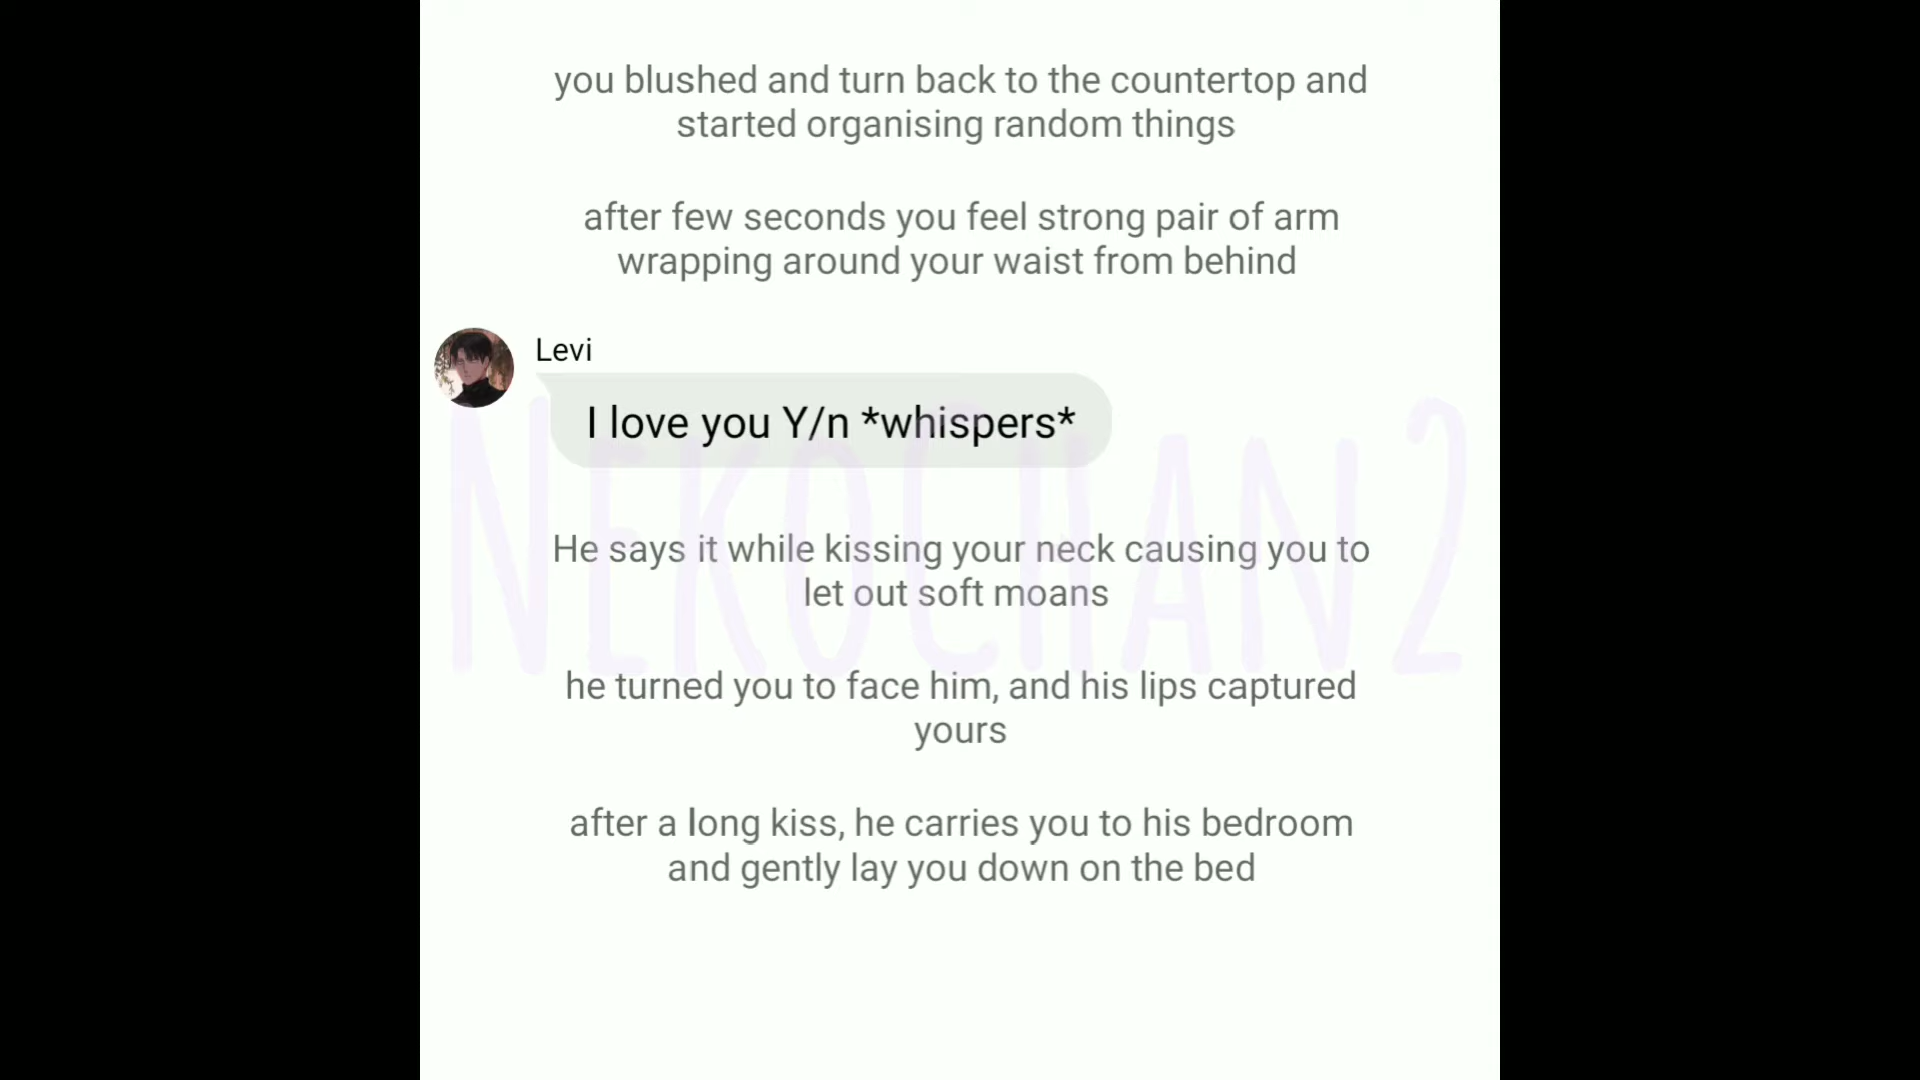 you blushed and turn back to the countertop and
started organising random things
after few seconds you feel strong pair of arm
wrapping around your waist from behind
Levi
I love you Y/n *whispers*
NEKOCHAN2
He says it while kissing your neck causing you to
let out soft moans
he turned you to face him, and his lips captured
yours
after a long kiss, he carries you to his bedroom
and gently lay you down on the bed